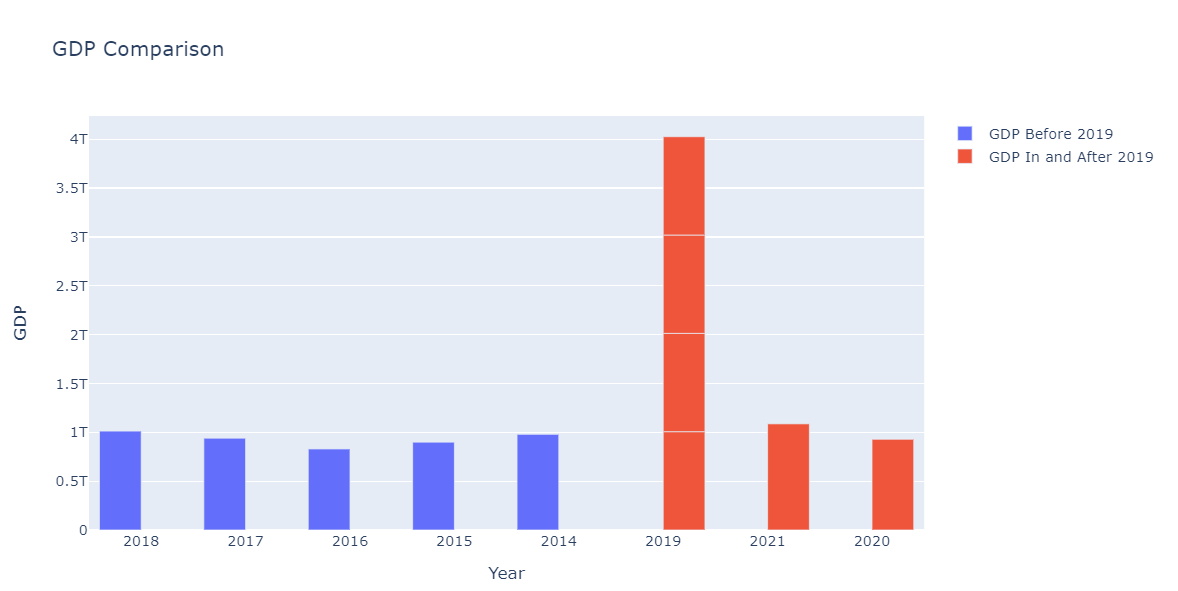 GDP Comparison
GDP Before 2019
GDP In and After 2019
4T
3.5T
3T
2.5T
2T
1.5T
1T
0.5T
0
GDP
2018 2017 2016 2015 2014 2019 2021 2020
Year